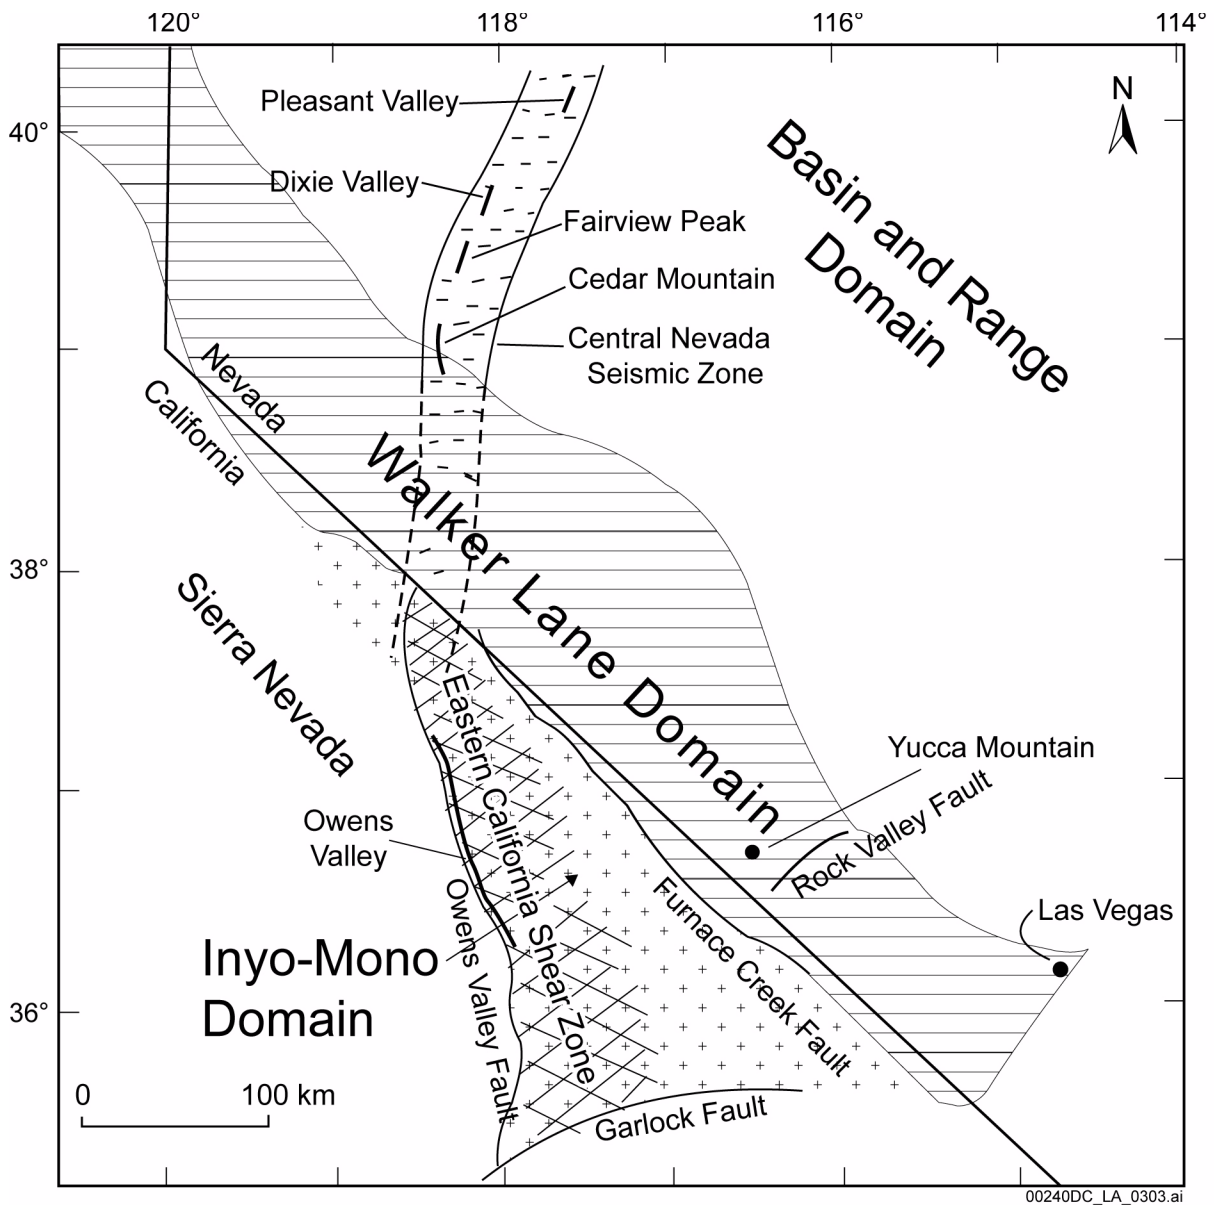 120°
118°
116°
114°
N
40°
38°
36°
Pleasant Valley
Dixie Valley
Fairview Peak
Cedar Mountain
Central Nevada
Seismic Zone
Basin and Range
Domain
Nevada
California
Walker Lane Domain
Sierra Nevada
Eastern California Shear Zone
Yucca Mountain
Rock Valley Fault
Owens
Valley
Las Vegas
Inyo-Mono
Domain
Owens Valley Fault
Furnace Creek Fault
0
100 km
Garlock Fault
00240DC_LA_0303.ai